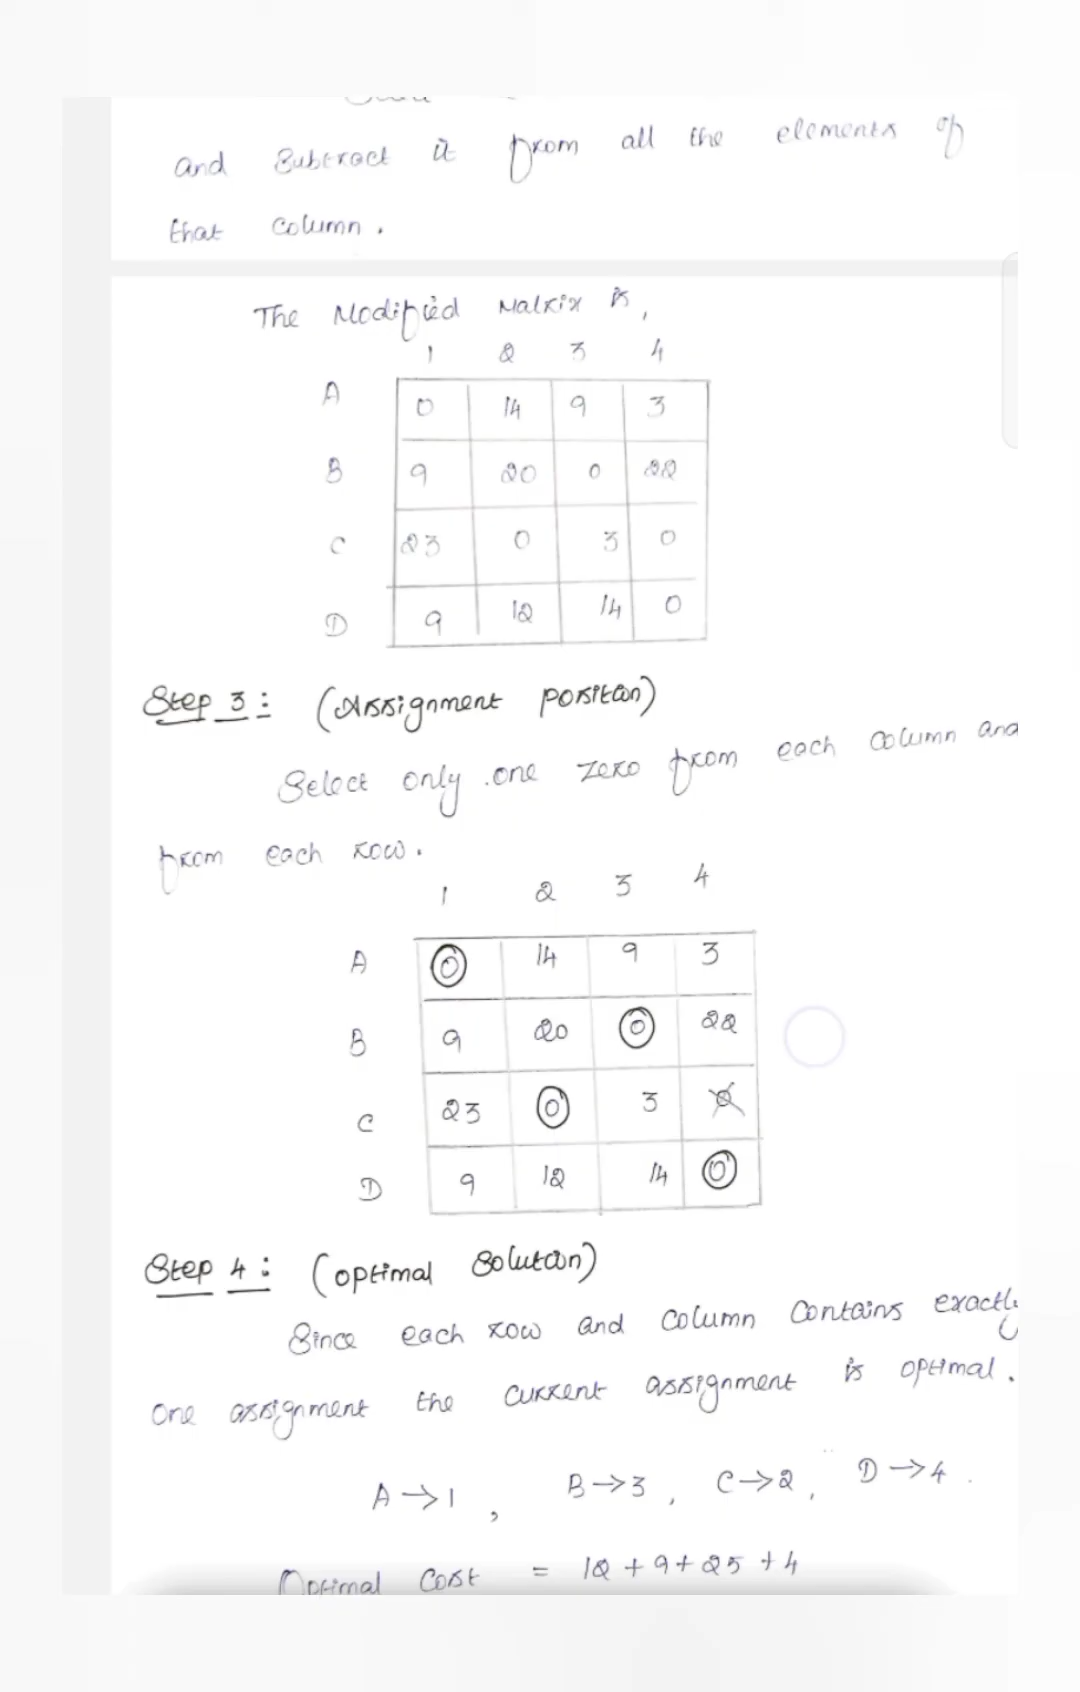 and Subtract it from all the elements of
that column.
The Modified Matrix is,
1 2 3 4
A 0 14 9 3
B 9 20 0 22
C 23 0 3 0
D 9 12 14 0
Step 3: (Assignment position)
Select only one zero from each column and
from each row.
1 2 3 4
A 0 14 9 3
B 9 20 0 22
C 23 0 3 0
D 9 12 14 0
Step 4: (optimal Solution)
Since each row and column contains exactly
one assignment the current assignment is optimal.
A→1, B→3, C→2, D→4.
Optimal Cost = 12+9+25+4